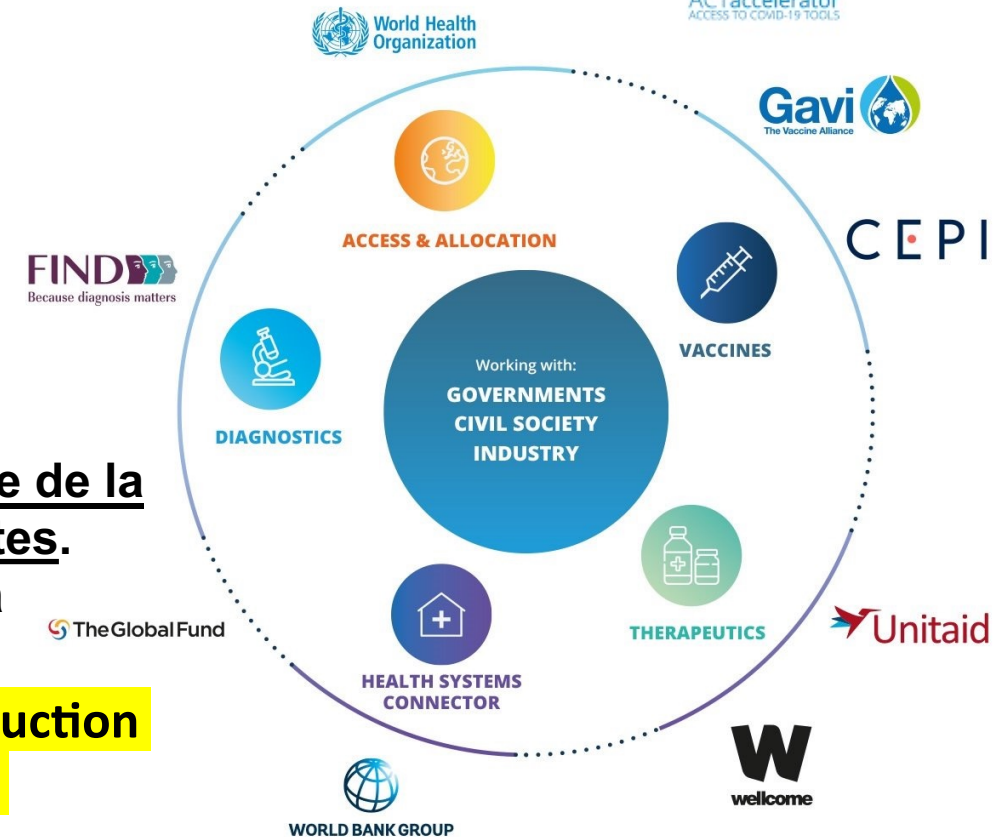 ACTaccelerator
ACCESS TO COVID-19 TOOLS
World Health
Organization
Gavi
The Vaccine Alliance
ACCESS & ALLOCATION
CEPI
FIND
Because diagnosis matters
VACCINES
Working with:
GOVERNMENTS
CIVIL SOCIETY
INDUSTRY
DIAGNOSTICS
e de la
tes.
TheGlobalFund
THERAPEUTICS
Unitaid
HEALTH SYSTEMS
CONNECTOR
uction
W
wellcome
WORLD BANK GROUP